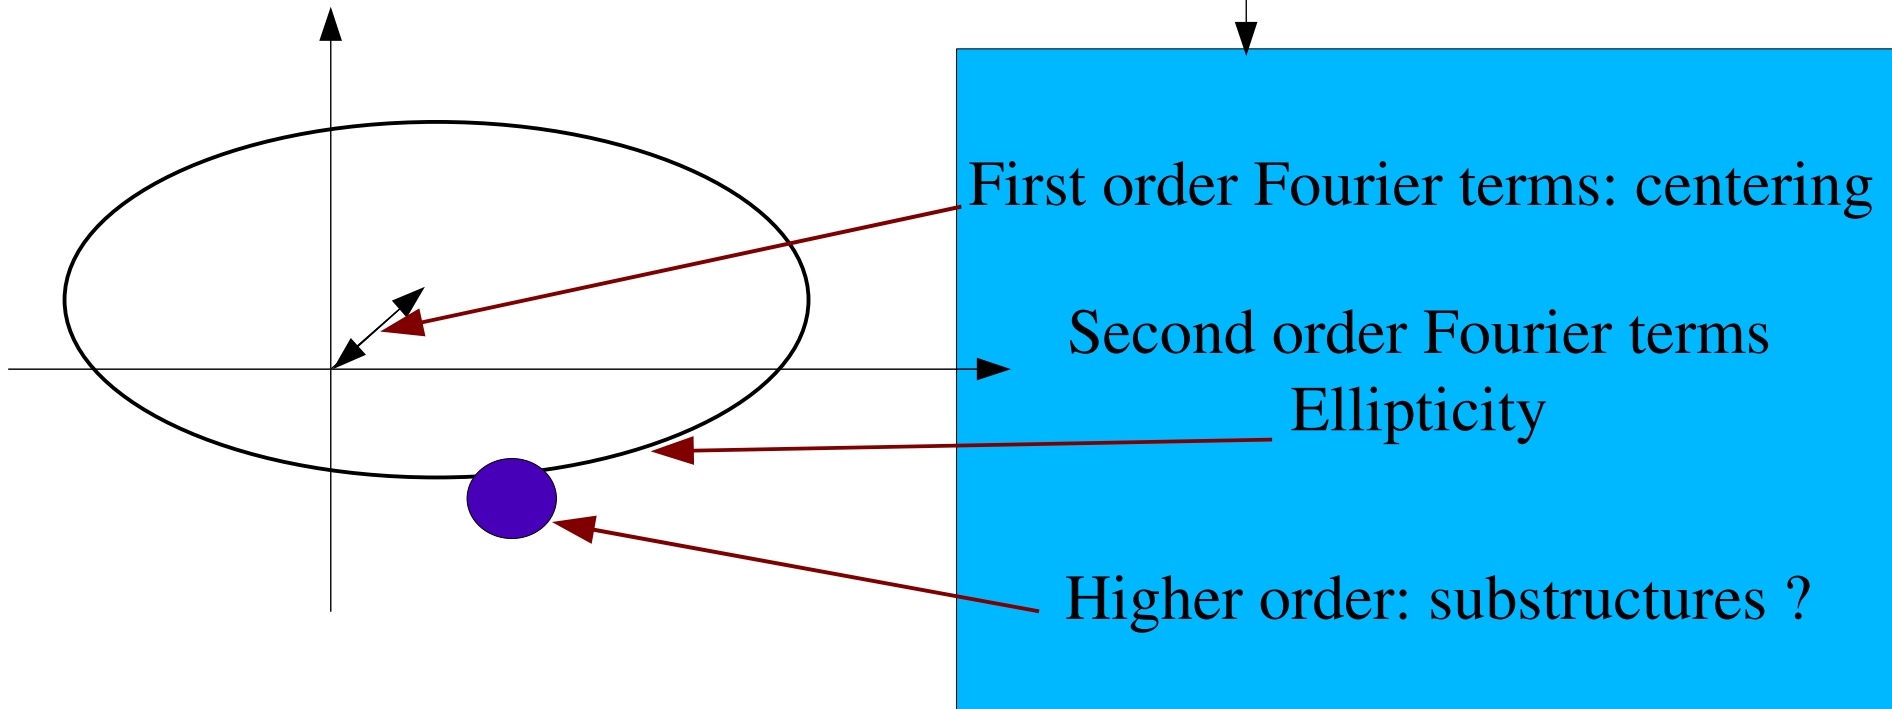 First order Fourier terms: centering
Second order Fourier terms
Ellipticity
Higher order: substructures ?